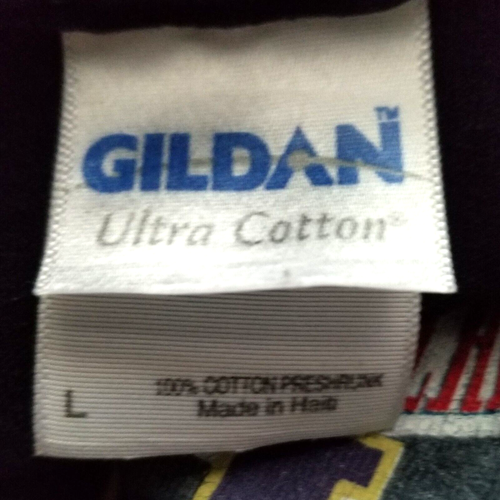 GILDAN™
Ultra Cotton®
100% COTTON PRESHRUNK
L
Made in Haiti